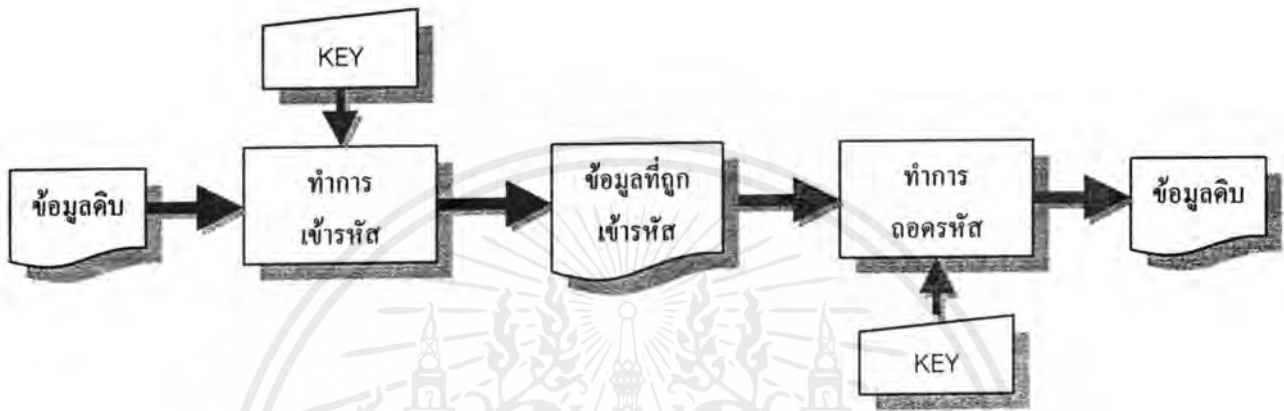 KEY
ข้อมูลดิบ
ทำการ
เข้ารหัส
ข้อมูลที่ถูก
เข้ารหัส
ทำการ
ถอดรหัส
ข้อมูลดิบ
KEY